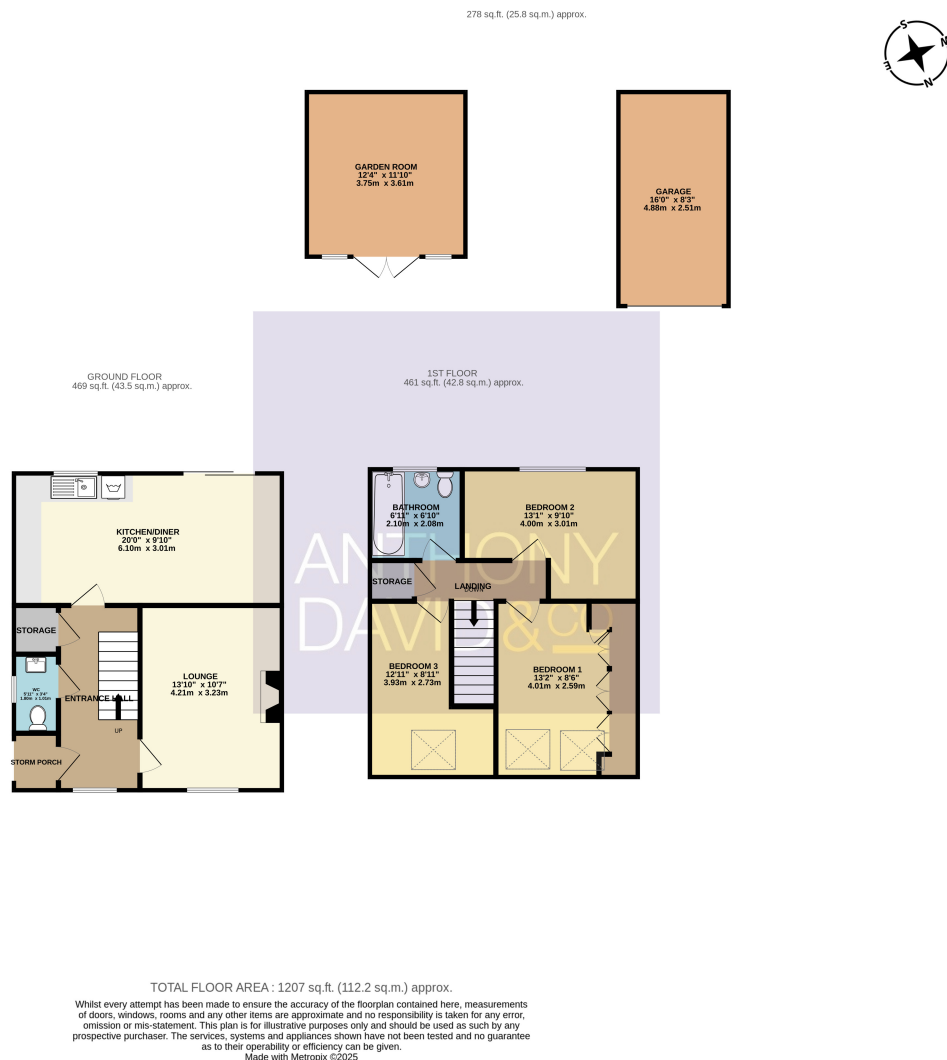 278 sq.ft. (25.8 sq.m.) approx.
S
E
N
GARDEN ROOM
12'4" x 11'10"
3.75m x 3.61m
GARAGE
16'0" x 8'3"
4.88m x 2.51m
GROUND FLOOR
469 sq.ft. (43.5 sq.m.) approx.
1ST FLOOR
461 sq.ft. (42.8 sq.m.) approx.
KITCHEN/DINER
20'0" x 9'10"
6.10m x 3.01m
STORAGE
WC
5'11" x 3'4"
1.80m x 1.01m
ENTRANCE HALL
UP
STORM PORCH
LOUNGE
13'10" x 10'7"
4.21m x 3.23m
BATHROOM
6'11" x 6'10"
2.10m x 2.08m
BEDROOM 2
13'1" x 9'10"
4.00m x 3.01m
STORAGE
LANDING
DOWN
BEDROOM 3
12'11" x 8'11"
3.93m x 2.73m
BEDROOM 1
13'2" x 8'6"
4.01m x 2.59m
ANTHONY
DAVID&CO
TOTAL FLOOR AREA : 1207 sq.ft. (112.2 sq.m.) approx.
Whilst every attempt has been made to ensure the accuracy of the floorplan contained here, measurements
of doors, windows, rooms and any other items are approximate and no responsibility is taken for any error,
omission or mis-statement. This plan is for illustrative purposes only and should be used as such by any
prospective purchaser. The services, systems and appliances shown have not been tested and no guarantee
as to their operability or efficiency can be given.
Made with Metropix ©2025